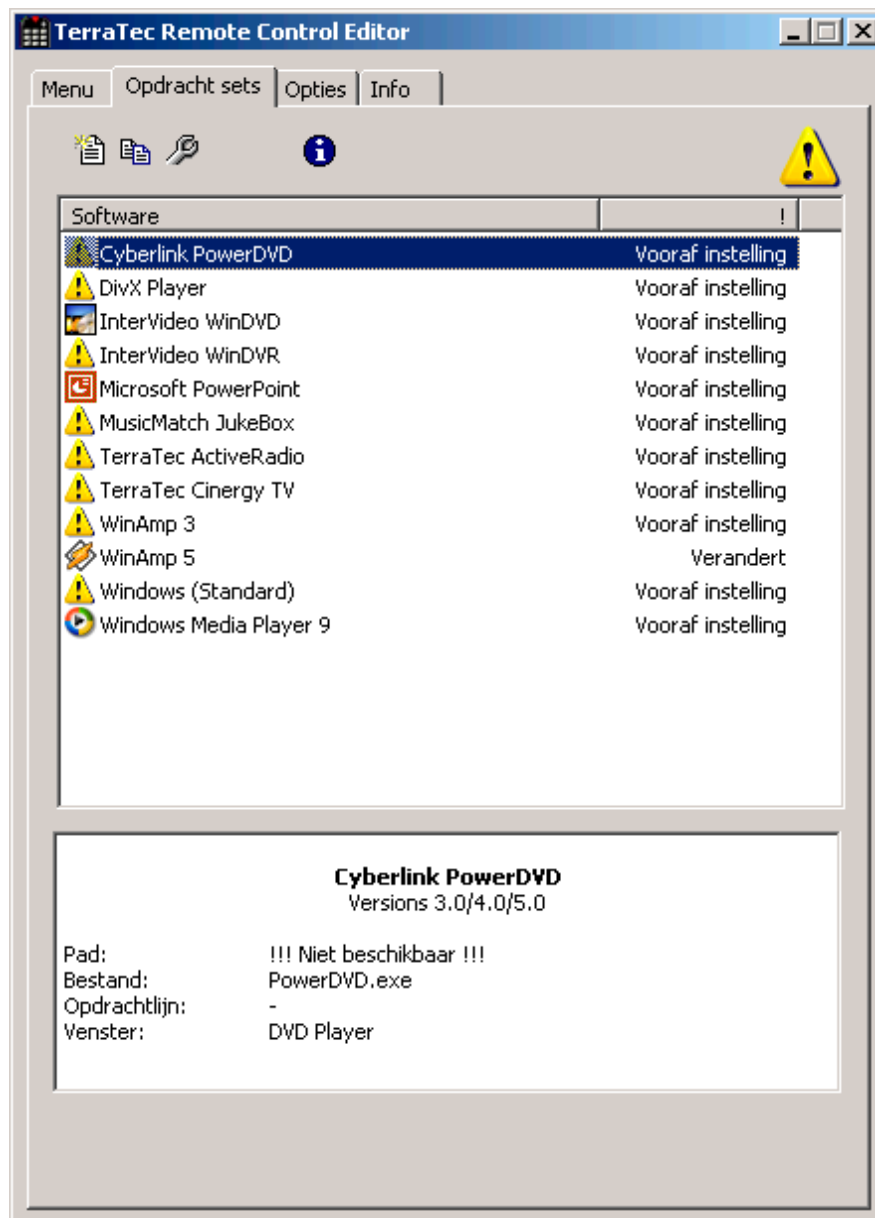 TerraTec Remote Control Editor
Menu Opdracht sets Opties Info
Software !
Cyberlink PowerDVD Vooraf instelling
DivX Player Vooraf instelling
InterVideo WinDVD Vooraf instelling
InterVideo WinDVR Vooraf instelling
Microsoft PowerPoint Vooraf instelling
MusicMatch JukeBox Vooraf instelling
TerraTec ActiveRadio Vooraf instelling
TerraTec Cinergy TV Vooraf instelling
WinAmp 3 Vooraf instelling
WinAmp 5 Verandert
Windows (Standard) Vooraf instelling
Windows Media Player 9 Vooraf instelling
Cyberlink PowerDVD
Versions 3.0/4.0/5.0
Pad: !!! Niet beschikbaar !!!
Bestand: PowerDVD.exe
Opdrachtlijn: -
Venster: DVD Player